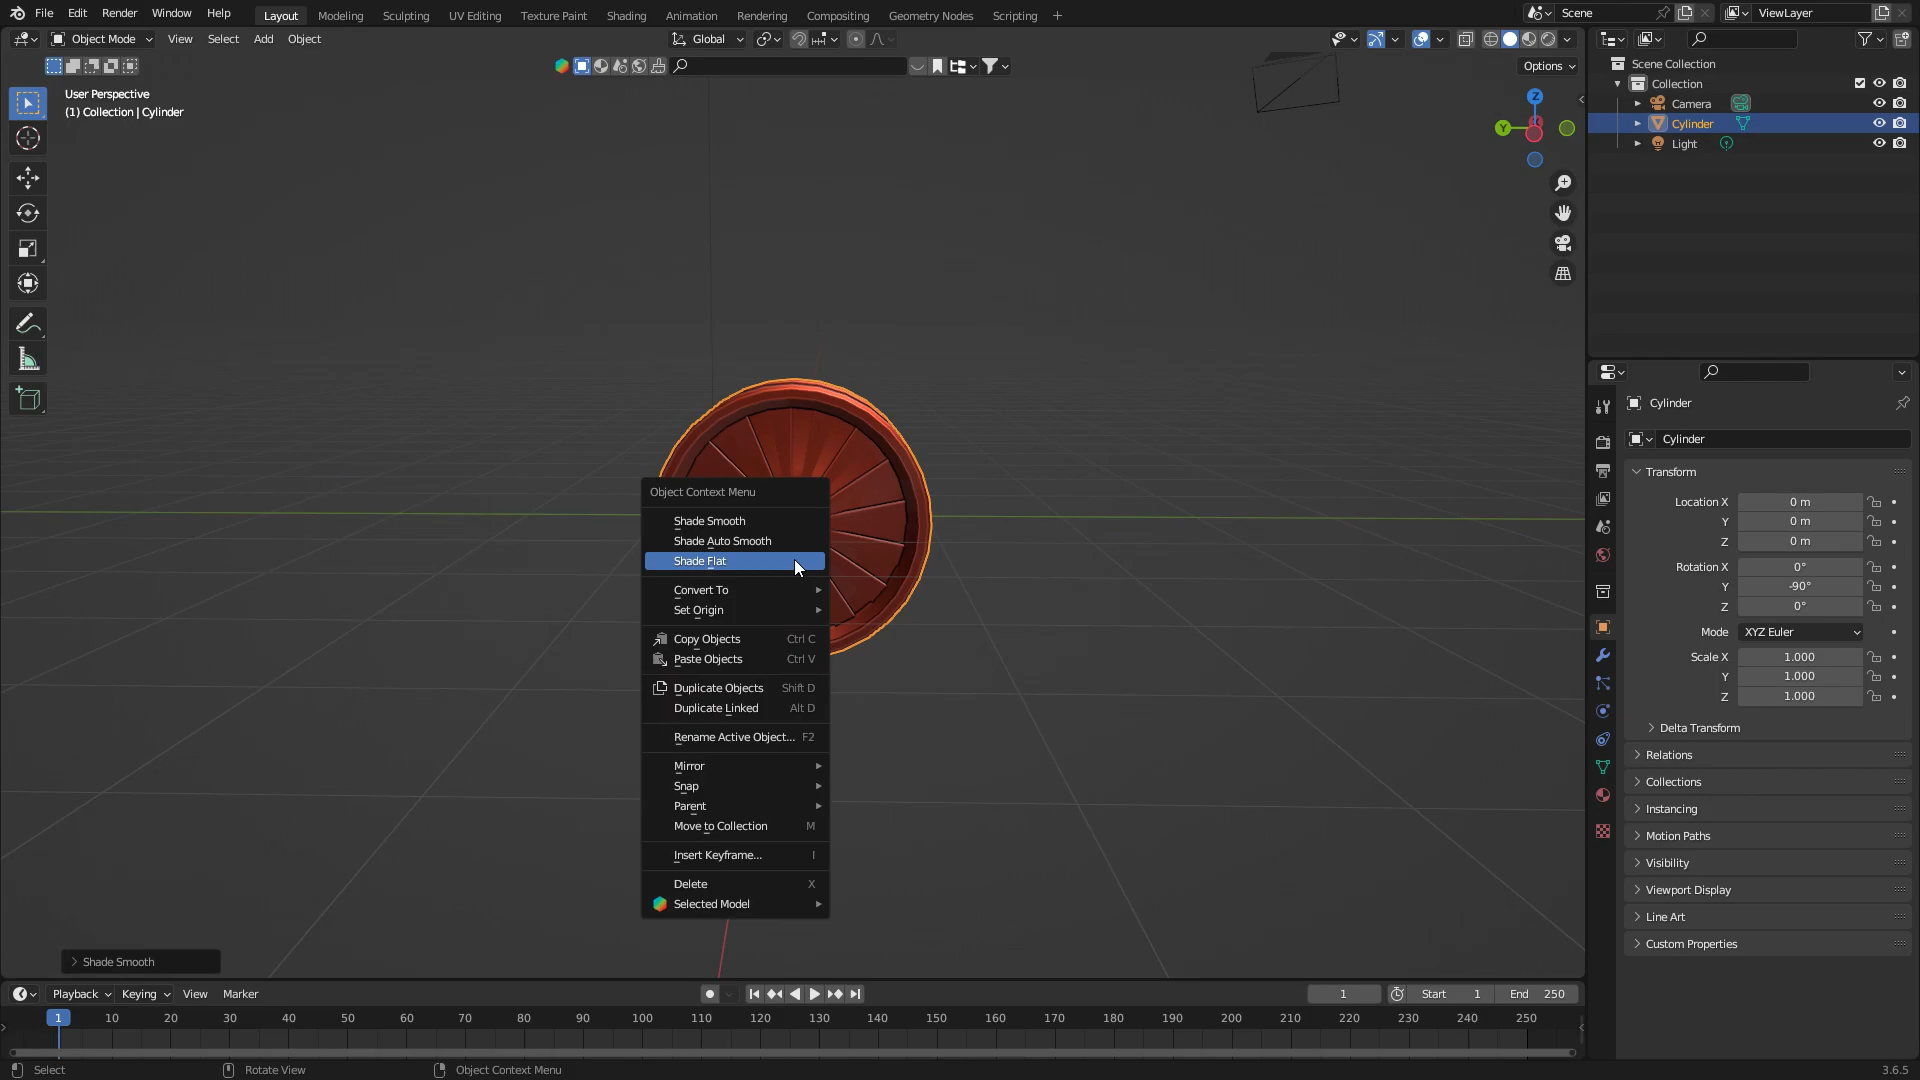 File Edit Render Window Help Layout Modeling Sculpting UV Editing Texture Paint Shading Animation Rendering Compositing Geometry Nodes Scripting Scene ViewLayer
Object Mode View Select Add Object Global
Options
User Perspective
(1) Collection | Cylinder
Z
Y
Object Context Menu
Shade Smooth
Shade Auto Smooth
Shade Flat
Convert To
Set Origin
Copy Objects Ctrl C
Paste Objects Ctrl V
Duplicate Objects Shift D
Duplicate Linked Alt D
Rename Active Object... F2
Mirror
Snap
Parent
Move to Collection M
Insert Keyframe... I
Delete X
Selected Model
Shade Smooth
Scene Collection
Collection
Camera
Cylinder
Light
Cylinder
Cylinder
Transform
Location X 0 m
Y 0 m
Z 0 m
Rotation X 0°
Y -90°
Z 0°
Mode XYZ Euler
Scale X 1.000
Y 1.000
Z 1.000
Delta Transform
Relations
Collections
Instancing
Motion Paths
Visibility
Viewport Display
Line Art
Custom Properties
Playback Keying View Marker 1 Start 1 End 250
1 10 20 30 40 50 60 70 80 90 100 110 120 130 140 150 160 170 180 190 200 210 220 230 240 250
Select Rotate View Object Context Menu 3.6.5